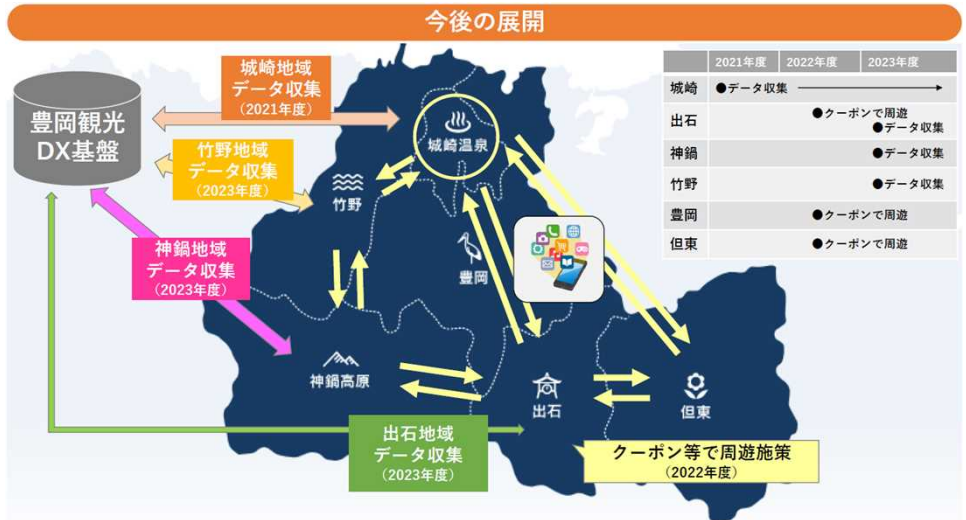 今後の展開
豊岡観光
DX基盤
城崎地域
データ収集
（2021年度）
竹野地域
データ収集
（2023年度）
神鍋地域
データ収集
（2023年度）
出石地域
データ収集
（2023年度）
クーポン等で周遊施策
（2022年度）
城崎温泉
竹野
豊岡
神鍋高原
出石
但東
2021年度 2022年度 2023年度
城崎 ●データ収集
出石 ●クーポンで周遊
●データ収集
神鍋 ●データ収集
竹野 ●データ収集
豊岡 ●クーポンで周遊
但東 ●クーポンで周遊